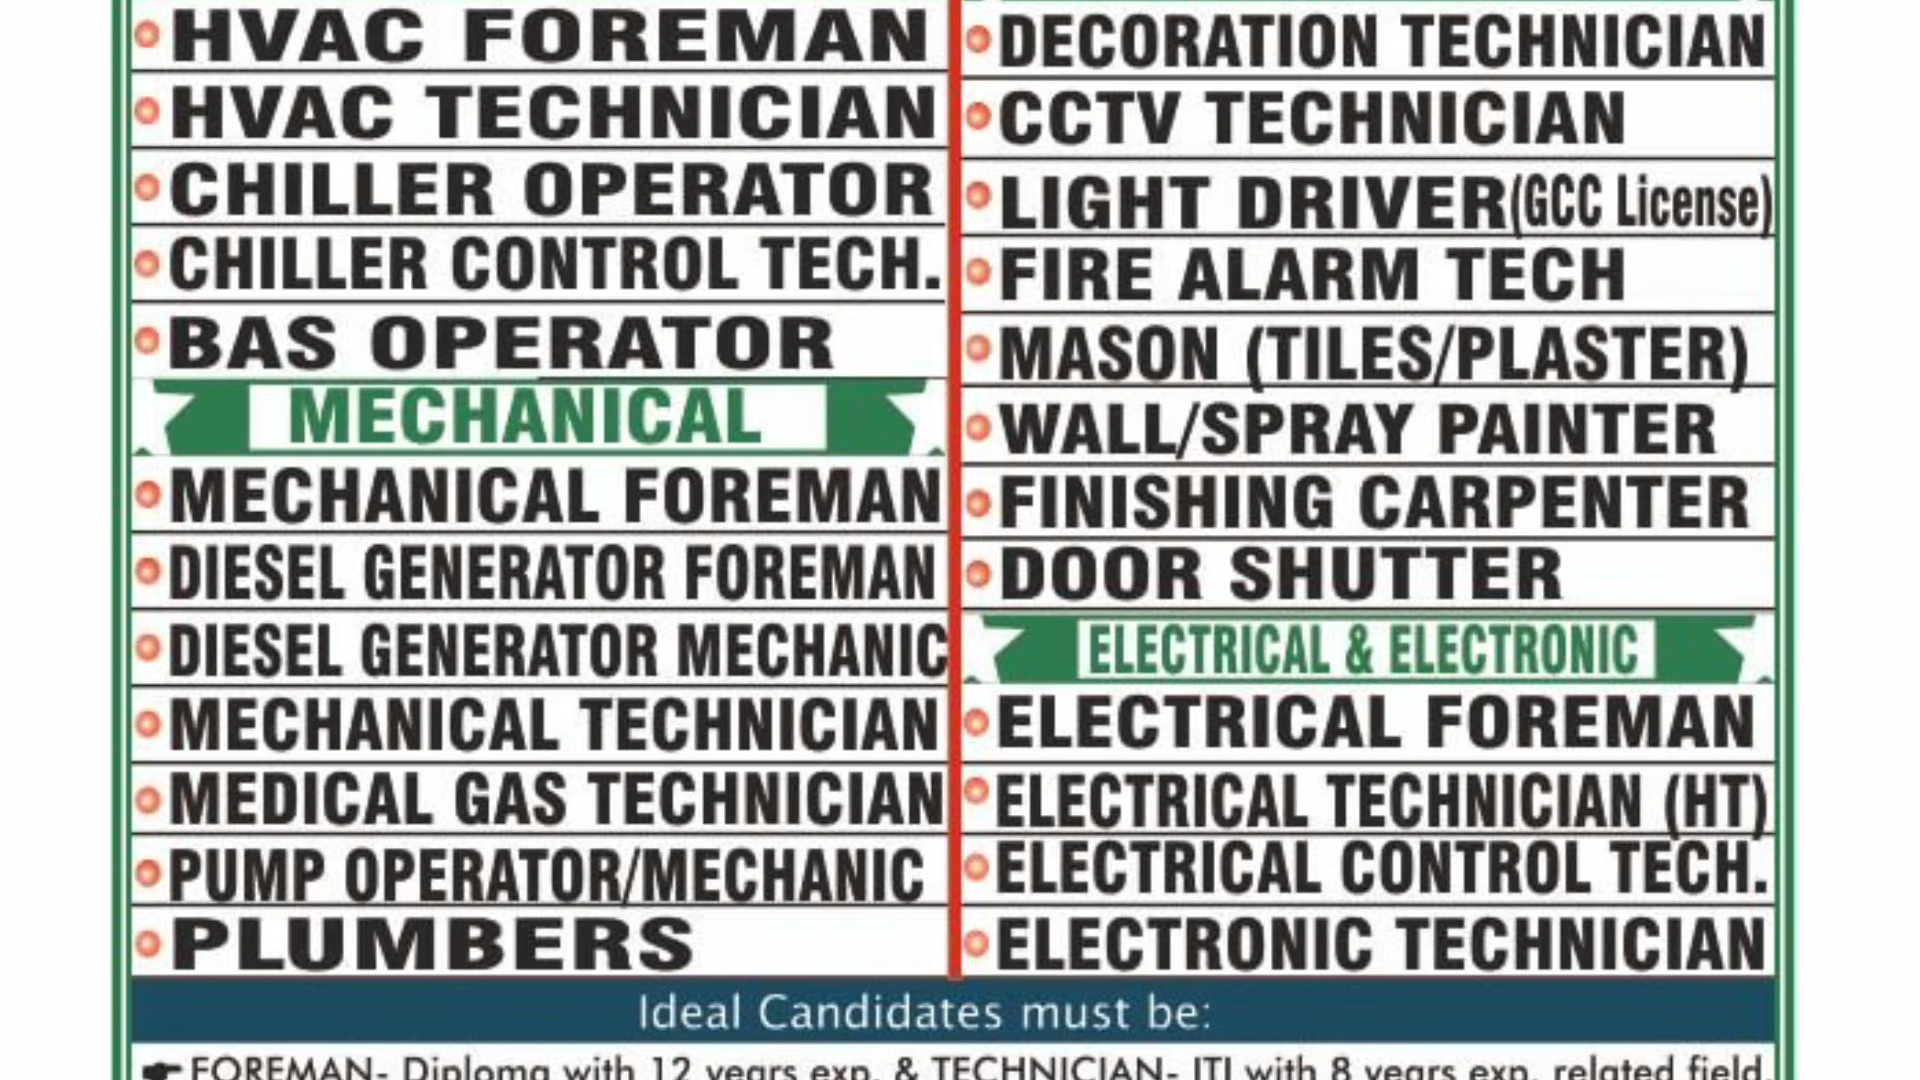 HVAC FOREMAN
HVAC TECHNICIAN
CHILLER OPERATOR
CHILLER CONTROL TECH.
BAS OPERATOR
MECHANICAL
MECHANICAL FOREMAN
DIESEL GENERATOR FOREMAN
DIESEL GENERATOR MECHANIC
MECHANICAL TECHNICIAN
MEDICAL GAS TECHNICIAN
PUMP OPERATOR/MECHANIC
PLUMBERS
DECORATION TECHNICIAN
CCTV TECHNICIAN
LIGHT DRIVER(GCC License)
FIRE ALARM TECH
MASON (TILES/PLASTER)
WALL/SPRAY PAINTER
FINISHING CARPENTER
DOOR SHUTTER
ELECTRICAL & ELECTRONIC
ELECTRICAL FOREMAN
ELECTRICAL TECHNICIAN (HT)
ELECTRICAL CONTROL TECH.
ELECTRONIC TECHNICIAN
Ideal Candidates must be:
FOREMAN- Diploma with 12 years exp. & TECHNICIAN- ITI with 8 years exp. related field.